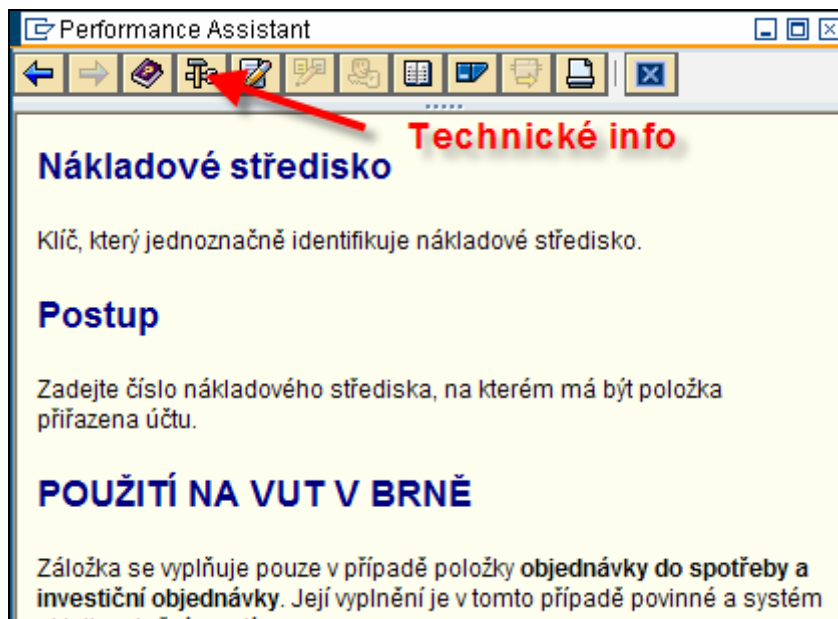 Performance Assistant
Technické info
Nákladové středisko
Klíč, který jednoznačně identifikuje nákladové středisko.
Postup
Zadejte číslo nákladového střediska, na kterém má být položka
přiřazena účtu.
POUŽITÍ NA VUT V BRNĚ
Záložka se vyplňuje pouze v případě položky objednávky do spotřeby a
investiční objednávky. Její vyplnění je v tomto případě povinné a systém